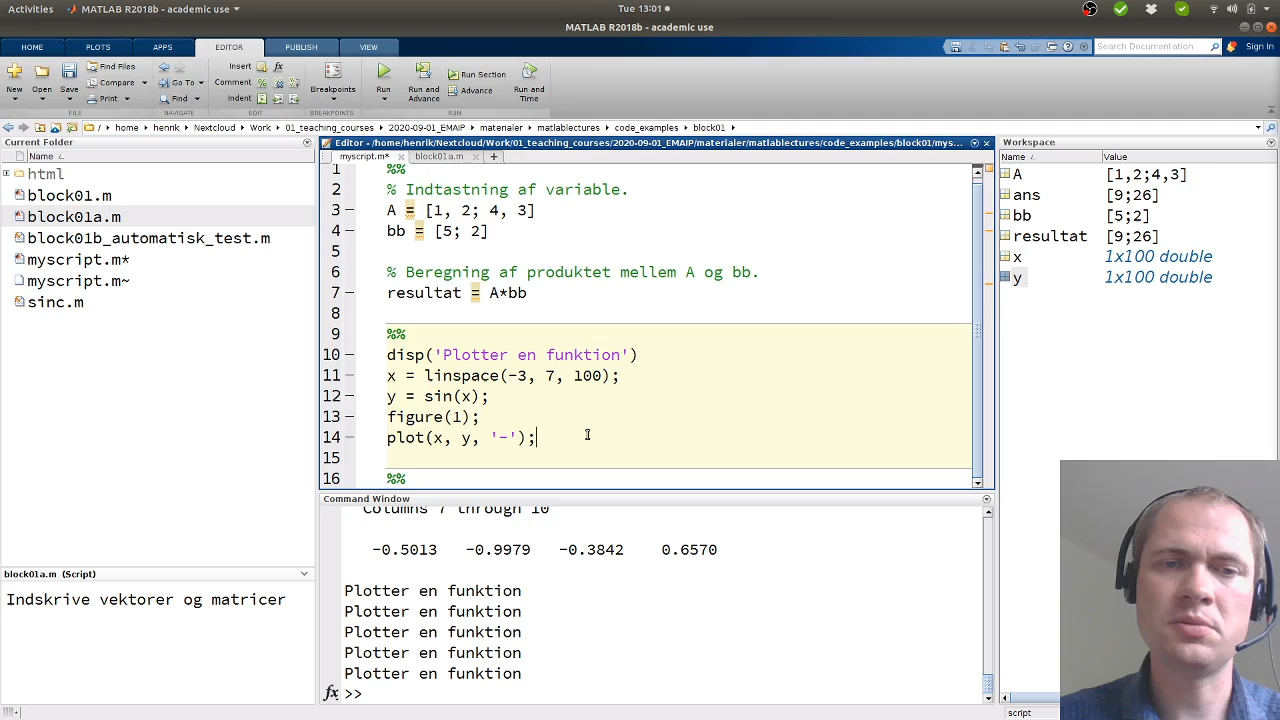 Activities MATLAB R2018b - academic use Tue 13:01
MATLAB R2018b - academic use
HOME PLOTS APPS EDITOR PUBLISH VIEW Search Documentation Sign In
New Open Save Find Files Compare Print Go To Find Insert fx Comment Indent Breakpoints Run Run and Advance Run Section Advance Run and Time
FILE NAVIGATE EDIT BREAKPOINTS RUN
/ home henrik Nextcloud Work 01_teaching_courses 2020-09-01_EMAIP materialer matlablectures code_examples block01
Current Folder
Name
html
block01.m
block01a.m
block01b_automatisk_test.m
myscript.m*
myscript.m~
sinc.m
block01a.m (Script)
Indskrive vektorer og matricer
Editor - /home/henrik/Nextcloud/Work/01_teaching_courses/2020-09-01_EMAIP/materialer/matlablectures/code_examples/block01/mys...
myscript.m* block01a.m
1 %%
2 % Indtastning af variable.
3 A = [1, 2; 4, 3]
4 bb = [5; 2]
5
6 % Beregning af produktet mellem A og bb.
7 resultat = A*bb
8
9 %%
10 disp('Plotter en funktion')
11 x = linspace(-3, 7, 100);
12 y = sin(x);
13 figure(1);
14 plot(x, y, '-');
15
16 %%
Command Window
Columns 7 through 10
-0.5013 -0.9979 -0.3842 0.6570
Plotter en funktion
Plotter en funktion
Plotter en funktion
Plotter en funktion
Plotter en funktion
fx >>
Workspace
Name Value
A [1,2;4,3]
ans [9;26]
bb [5;2]
resultat [9;26]
x 1x100 double
y 1x100 double
script